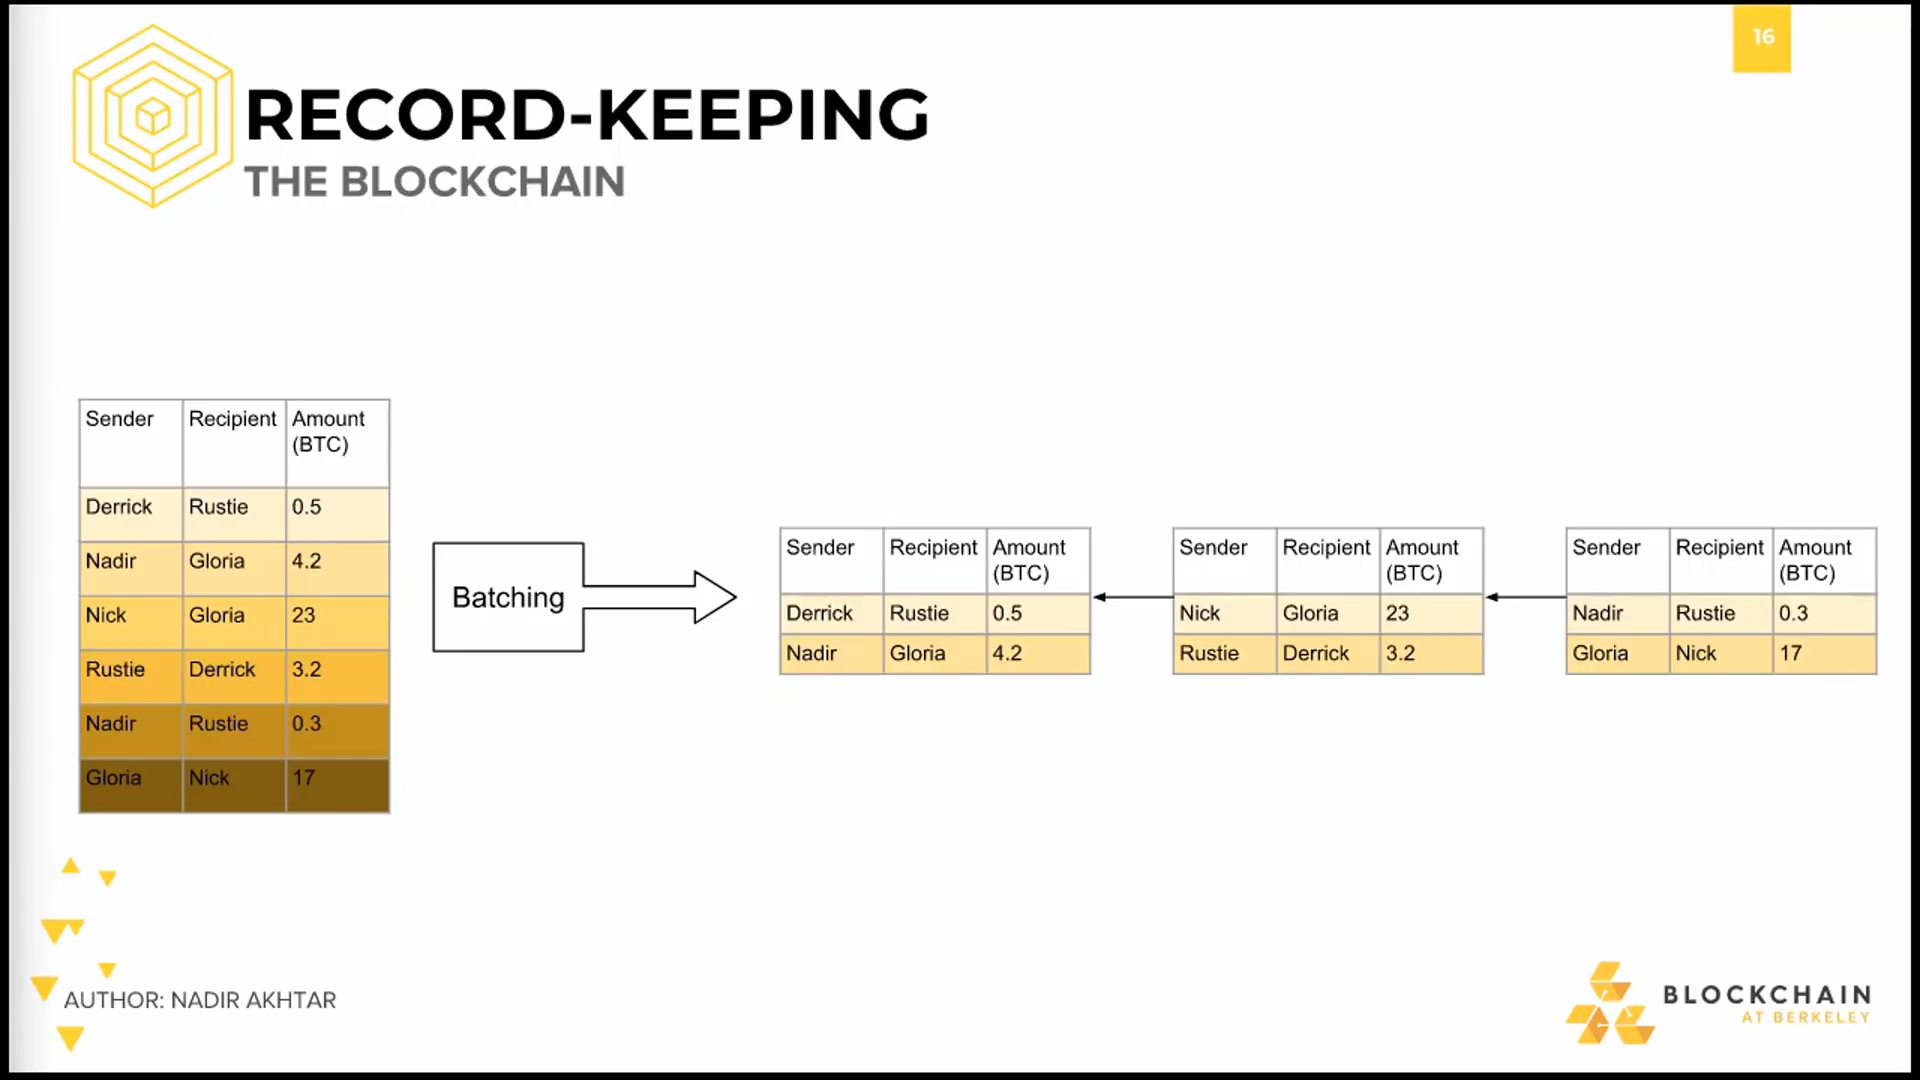 16
RECORD-KEEPING
THE BLOCKCHAIN
Sender Recipient Amount (BTC)
Derrick Rustie 0.5
Nadir Gloria 4.2
Nick Gloria 23
Rustie Derrick 3.2
Nadir Rustie 0.3
Gloria Nick 17
Batching
Sender Recipient Amount (BTC)
Derrick Rustie 0.5
Nadir Gloria 4.2
Sender Recipient Amount (BTC)
Nick Gloria 23
Rustie Derrick 3.2
Sender Recipient Amount (BTC)
Nadir Rustie 0.3
Gloria Nick 17
AUTHOR: NADIR AKHTAR
BLOCKCHAIN
AT BERKELEY